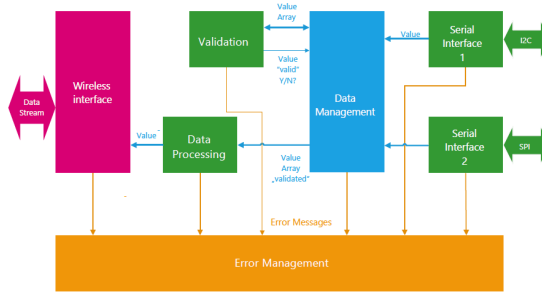 Value
Array
Validation
Value
"valid"
Y/N?
Wireless
interface
Data
Stream
Data
Management
Value
Serial
Interface
1
I2C
Value
Data
Processing
Value
Array
„validated"
Serial
Interface
2
SPI
Error Messages
Error Management